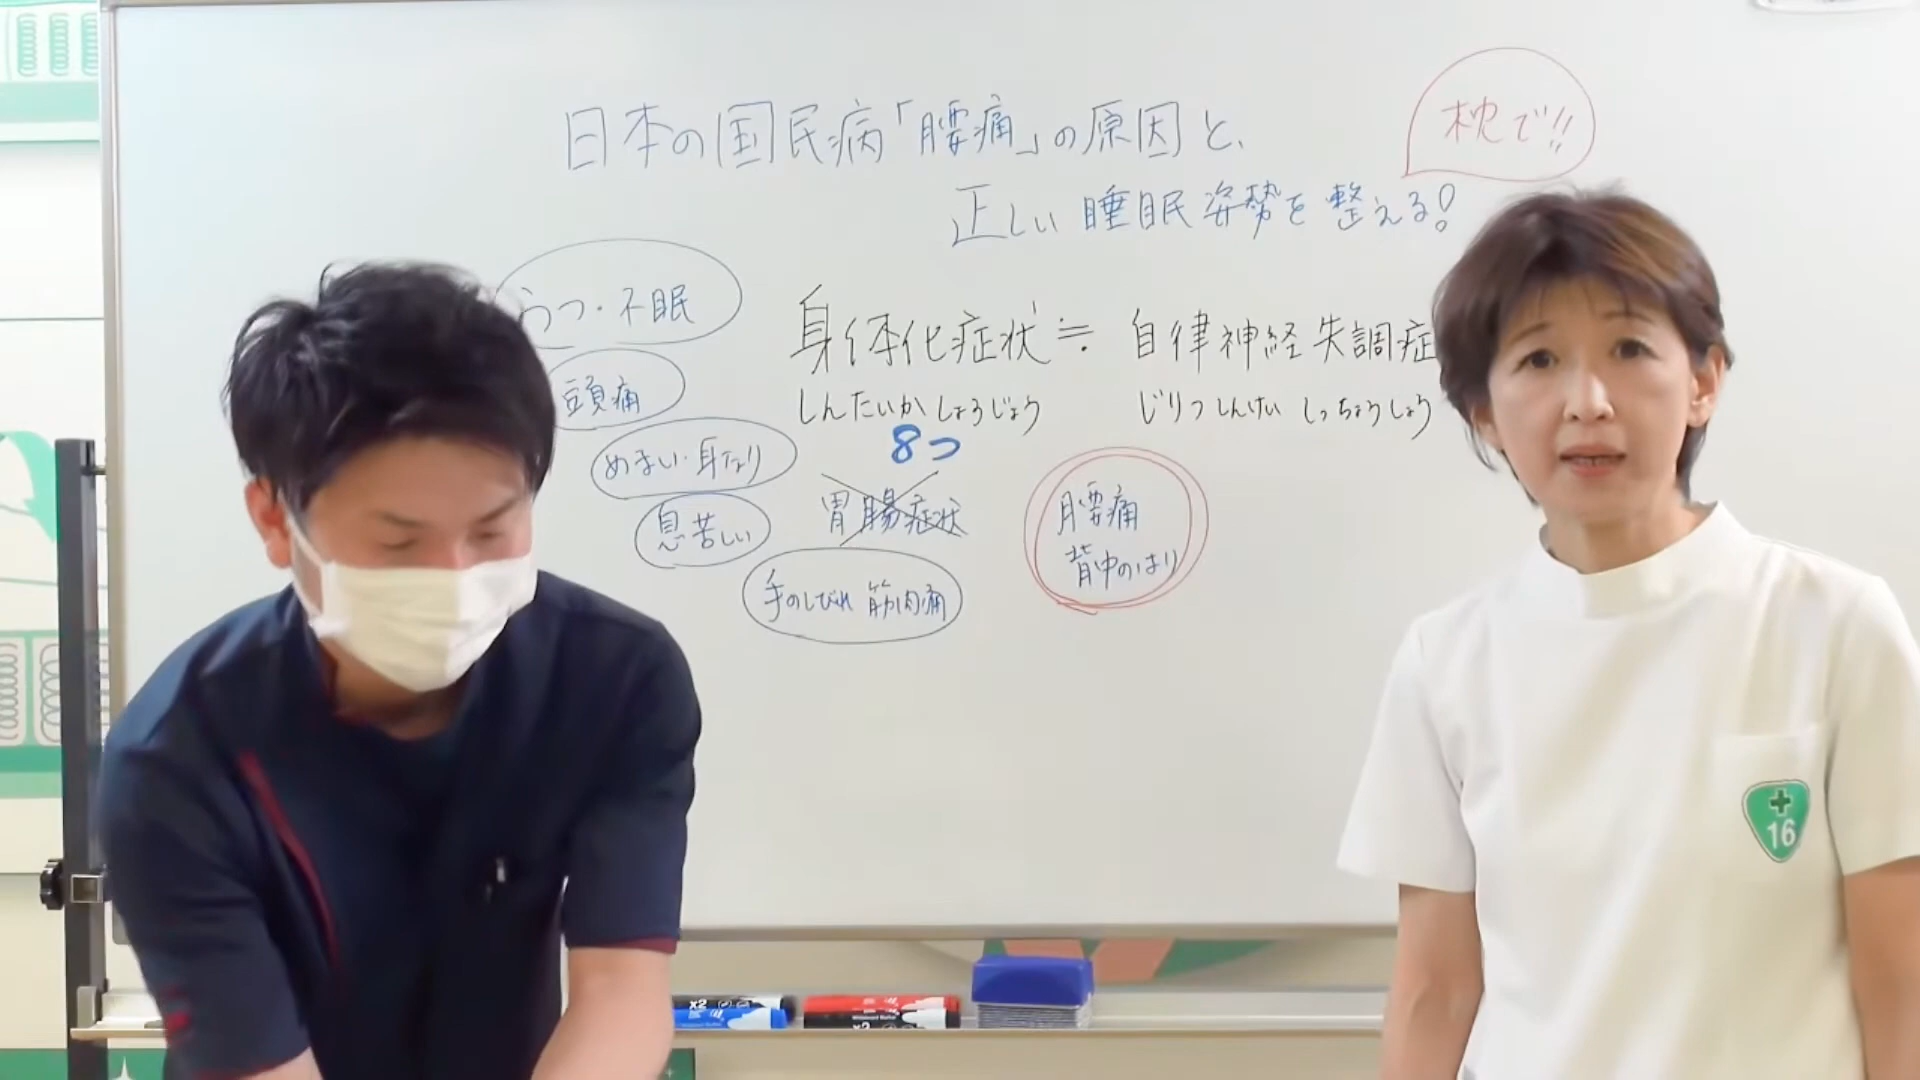 日本の国民病「腰痛」の原因と、
枕で!!
正しい睡眠姿勢を整える!
うつ・不眠
身体化症状≒自律神経失調症
しんたいかしょうじょう
じりつしんけいしっちょうしょう
頭痛
8つ
めまい・耳なり
胃腸症状
腰痛
背中のはり
息苦しい
手のしびれ 筋肉痛
16
x2
x2